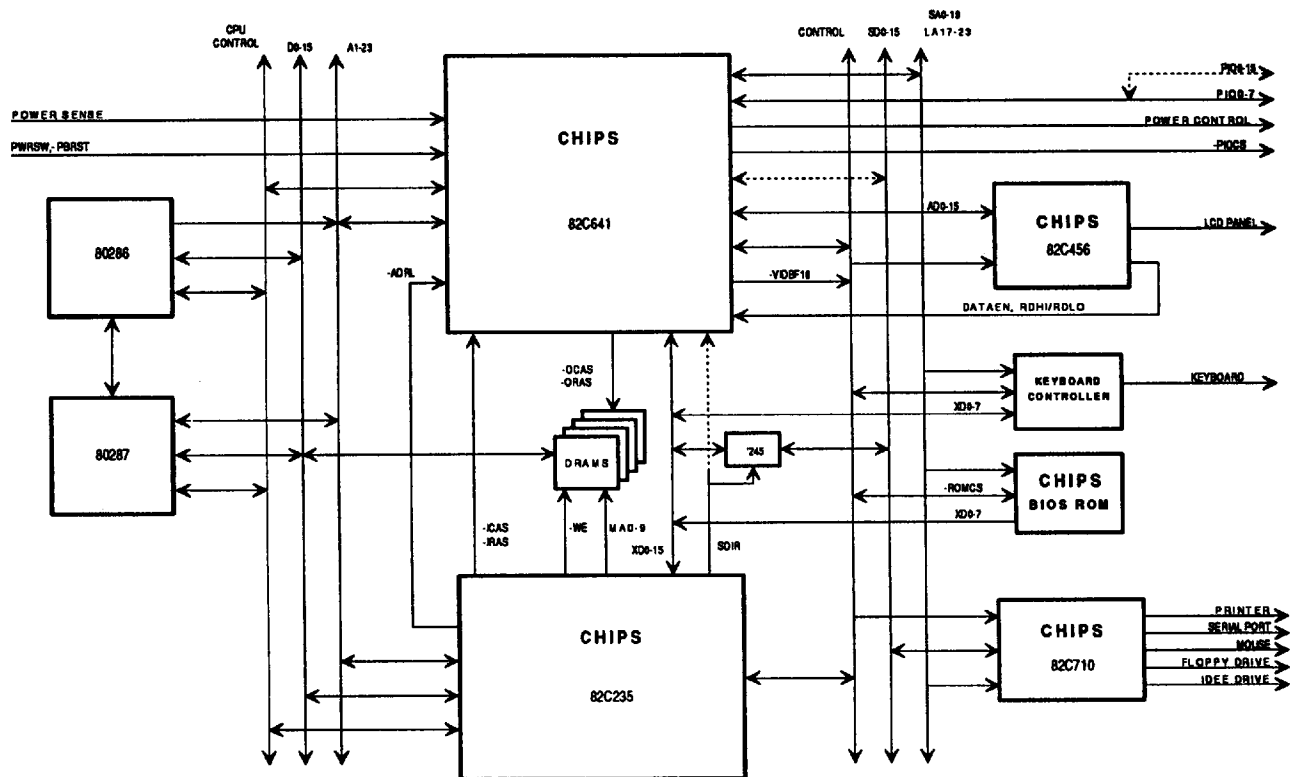 CPU
CONTROL
D0-15
A1-23
CONTROL
SD0-15
SA0-19
LA17-23
POWER SENSE
PWRSW,-PBRST
CHIPS
82C641
PIO8-15
PIO0-7
POWER CONTROL
-PIOCS
80286
80287
-ADRL
AD0-15
CHIPS
82C456
LCD PANEL
-VIDBF16
DATAEN, RDHI/RDLO
-OCAS
-ORAS
DRAMS
'245
KEYBOARD
CONTROLLER
KEYBOARD
XD0-7
CHIPS
BIOS ROM
-ROMCS
XD0-7
-ICAS
-IRAS
-WE
MA0-9
XD0-15
SDIR
CHIPS
82C235
CHIPS
82C710
PRINTER
SERIAL PORT
MOUSE
FLOPPY DRIVE
IDEE DRIVE